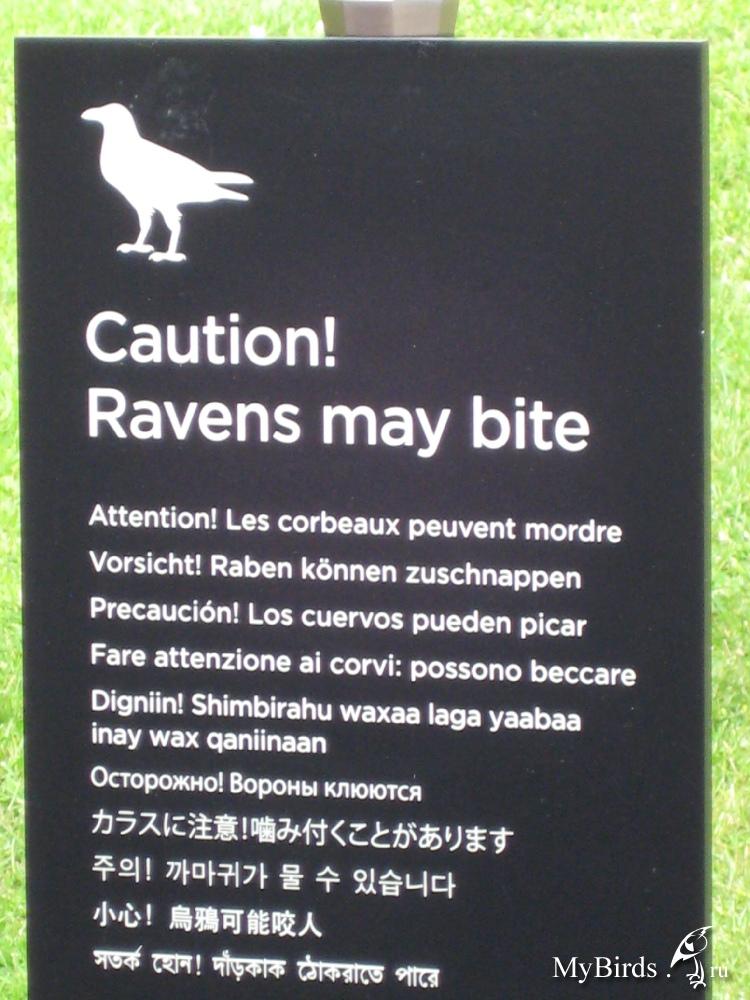 Caution!
Ravens may bite
Attention! Les corbeaux peuvent mordre
Vorsicht! Raben können zuschnappen
Precaución! Los cuervos pueden picar
Fare attenzione ai corvi: possono beccare
Digniin! Shimbirahu waxaa laga yaabaa
inay wax qaniinaan
Осторожно! Вороны клюются
カラスに注意!噛み付くことがあります
주의! 까마귀가 물 수 있습니다
小心! 烏鴉可能咬人
সতর্ক হোন! দাঁড়কাক ঠোকরাতে পারে
MyBirds.ru